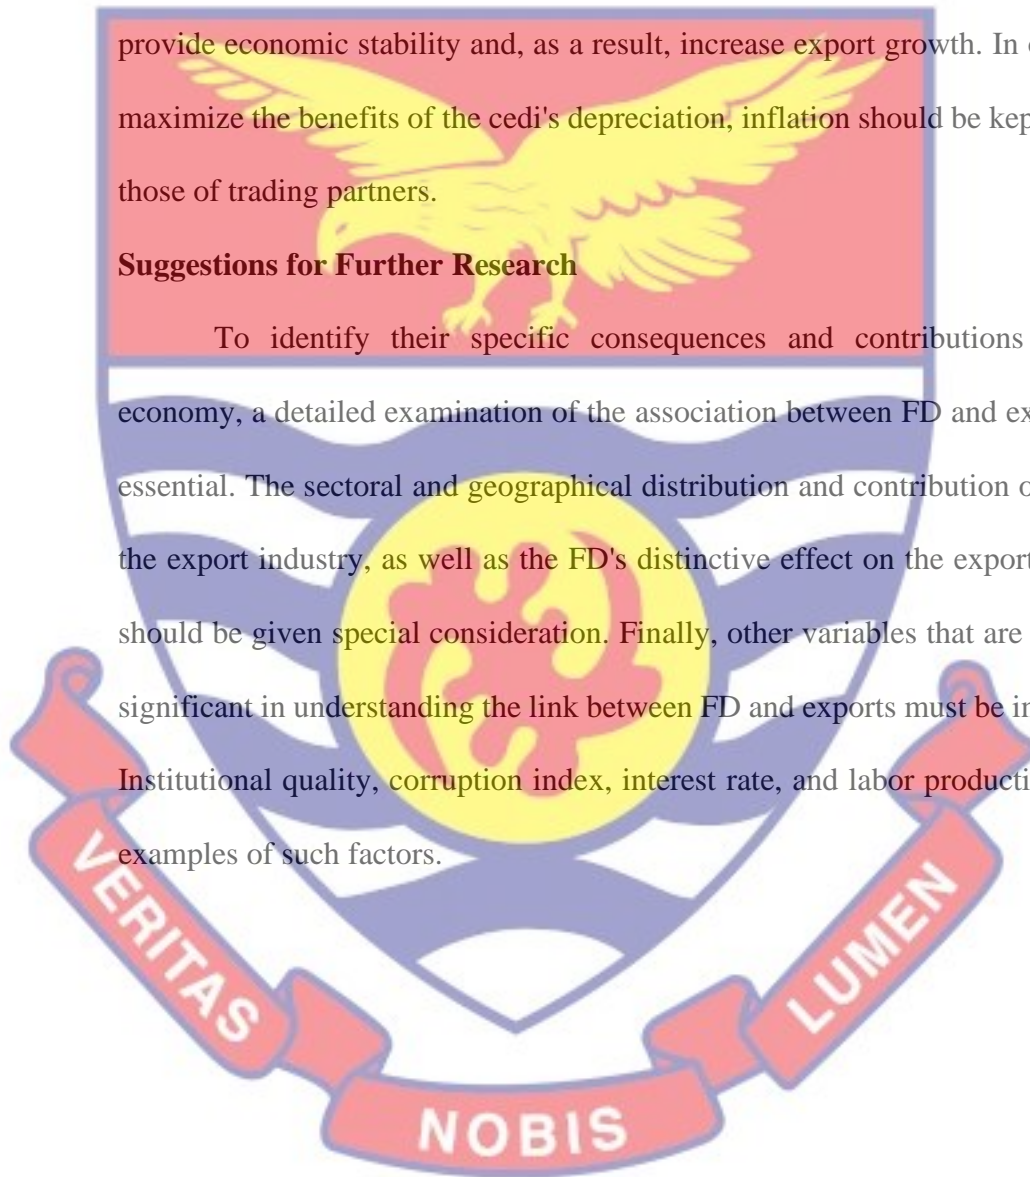 provide economic stability and, as a result, increase export growth. In
maximize the benefits of the cedi's depreciation, inflation should be kep
those of trading partners.
Suggestions for Further Research
To identify their specific consequences and contributions
economy, a detailed examination of the association between FD and ex
essential. The sectoral and geographical distribution and contribution o
the export industry, as well as the FD's distinctive effect on the export
should be given special consideration. Finally, other variables that are
significant in understanding the link between FD and exports must be in
Institutional quality, corruption index, interest rate, and labor producti
examples of such factors.
VERITAS
NOBIS
LUMEN